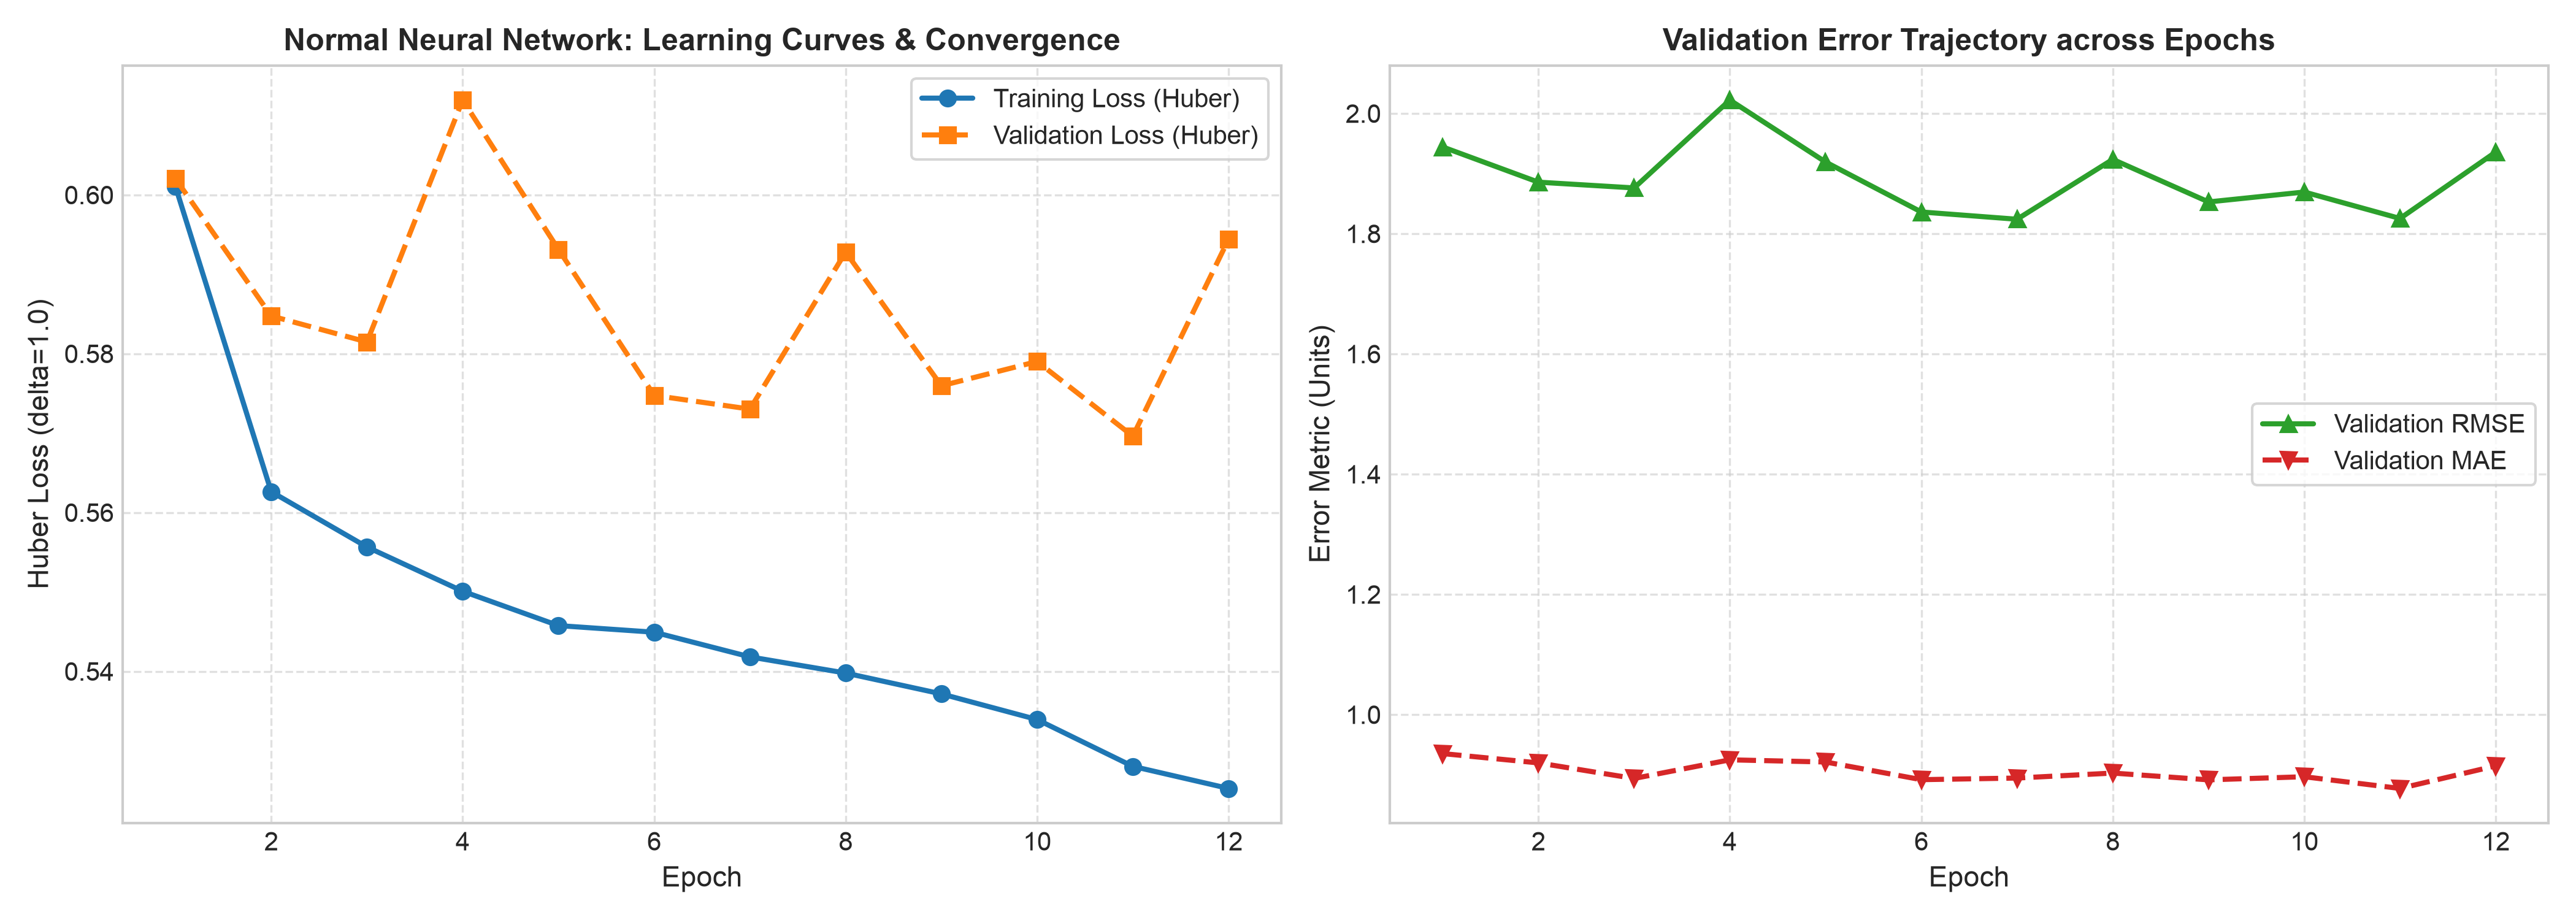 Normal Neural Network: Learning Curves & Convergence
Training Loss (Huber)
Validation Loss (Huber)
Huber Loss (delta=1.0)
0.60
0.58
0.56
0.54
2 4 6 8 10 12
Epoch
Validation Error Trajectory across Epochs
Validation RMSE
Validation MAE
Error Metric (Units)
2.0
1.8
1.6
1.4
1.2
1.0
2 4 6 8 10 12
Epoch